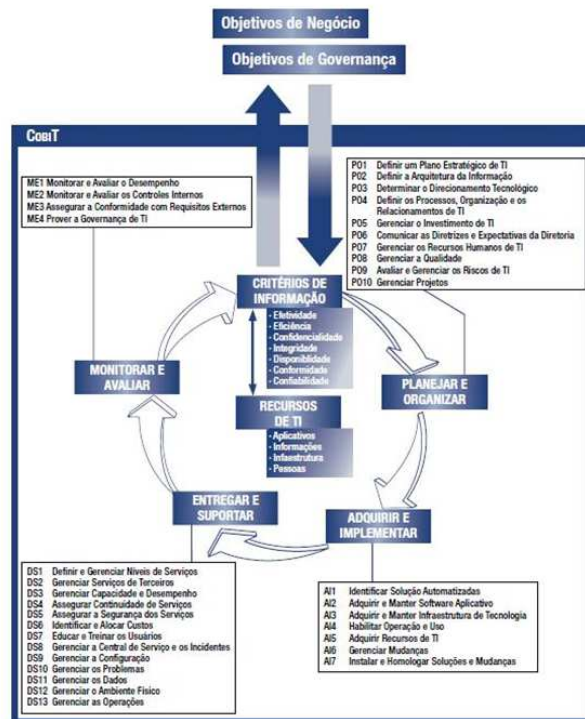 Objetivos de Negócio
Objetivos de Governança
COBIT
ME1 Monitorar e Avaliar o Desempenho
ME2 Monitorar e Avaliar os Controles Internos
ME3 Assegurar a Conformidade com Requisitos Externos
ME4 Prover a Governança de TI
PO1 Definir um Plano Estratégico de TI
PO2 Definir a Arquitetura da Informação
PO3 Determinar o Direcionamento Tecnológico
PO4 Definir os Processos, Organização e os
Relacionamentos de TI
PO5 Gerenciar o Investimento de TI
PO6 Comunicar as Diretrizes e Expectativas da Diretoria
PO7 Gerenciar os Recursos Humanos de TI
PO8 Gerenciar a Qualidade
PO9 Avaliar e Gerenciar os Riscos de TI
PO10 Gerenciar Projetos
CRITÉRIOS DE
INFORMAÇÃO
- Efetividade
- Eficiência
- Confidencialidade
- Integridade
- Disponiblidade
- Conformidade
- Confiabilidade
MONITORAR E
AVALIAR
PLANEJAR E
ORGANIZAR
RECURSOS
DE TI
- Aplicativos
- Informações
- Infaestrutura
- Pessoas
ENTREGAR E
SUPORTAR
ADQUIRIR E
IMPLEMENTAR
DS1 Definir e Gerenciar Níveis de Serviços
DS2 Gerenciar Serviços de Terceiros
DS3 Gerenciar Capacidade e Desempenho
DS4 Assegurar Continuidade de Serviços
DS5 Assegurar a Segurança dos Serviços
DS6 Identificar e Alocar Custos
DS7 Educar e Treinar os Usuários
DS8 Gerenciar a Central de Serviço e os Incidentes
DS9 Gerenciar a Configuração
DS10 Gerenciar os Problemas
DS11 Gerenciar os Dados
DS12 Gerenciar o Ambiente Físico
DS13 Gerenciar as Operações
AI1 Identificar Solução Automatizadas
AI2 Adquirir e Manter Software Aplicativo
AI3 Adquirir e Manter Infraestrutura de Tecnologia
AI4 Habilitar Operação e Uso
AI5 Adquirir Recursos de TI
AI6 Gerenciar Mudanças
AI7 Instalar e Homologar Soluções e Mudanças